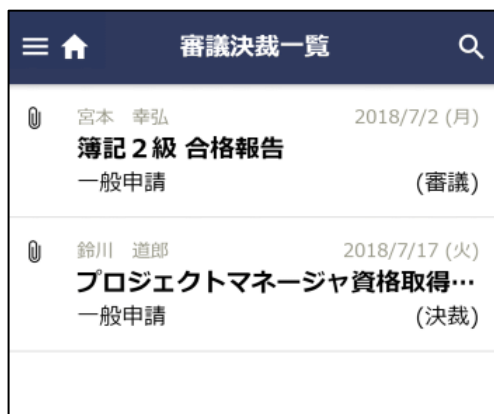 審議決裁一覧
宮本　幸弘 2018/7/2 (月)
簿記２級 合格報告
一般申請 (審議)
鈴川　道郎 2018/7/17 (火)
プロジェクトマネージャ資格取得…
一般申請 (決裁)